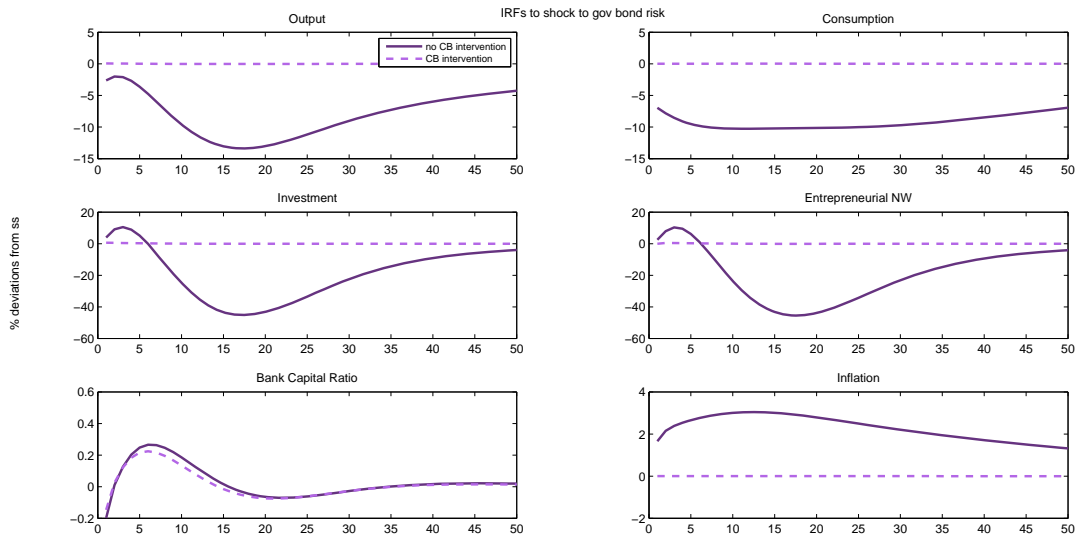 IRFs to shock to gov bond risk
% deviations from ss
Output
5
0
−5
−10
−15
0 5 10 15 20 25 30 35 40 45 50
no CB intervention
CB intervention
Consumption
5
0
−5
−10
−15
0 5 10 15 20 25 30 35 40 45 50
Investment
20
0
−20
−40
−60
0 5 10 15 20 25 30 35 40 45 50
Entrepreneurial NW
20
0
−20
−40
−60
0 5 10 15 20 25 30 35 40 45 50
Bank Capital Ratio
0.6
0.4
0.2
0
−0.2
0 5 10 15 20 25 30 35 40 45 50
Inflation
4
2
0
−2
0 5 10 15 20 25 30 35 40 45 50